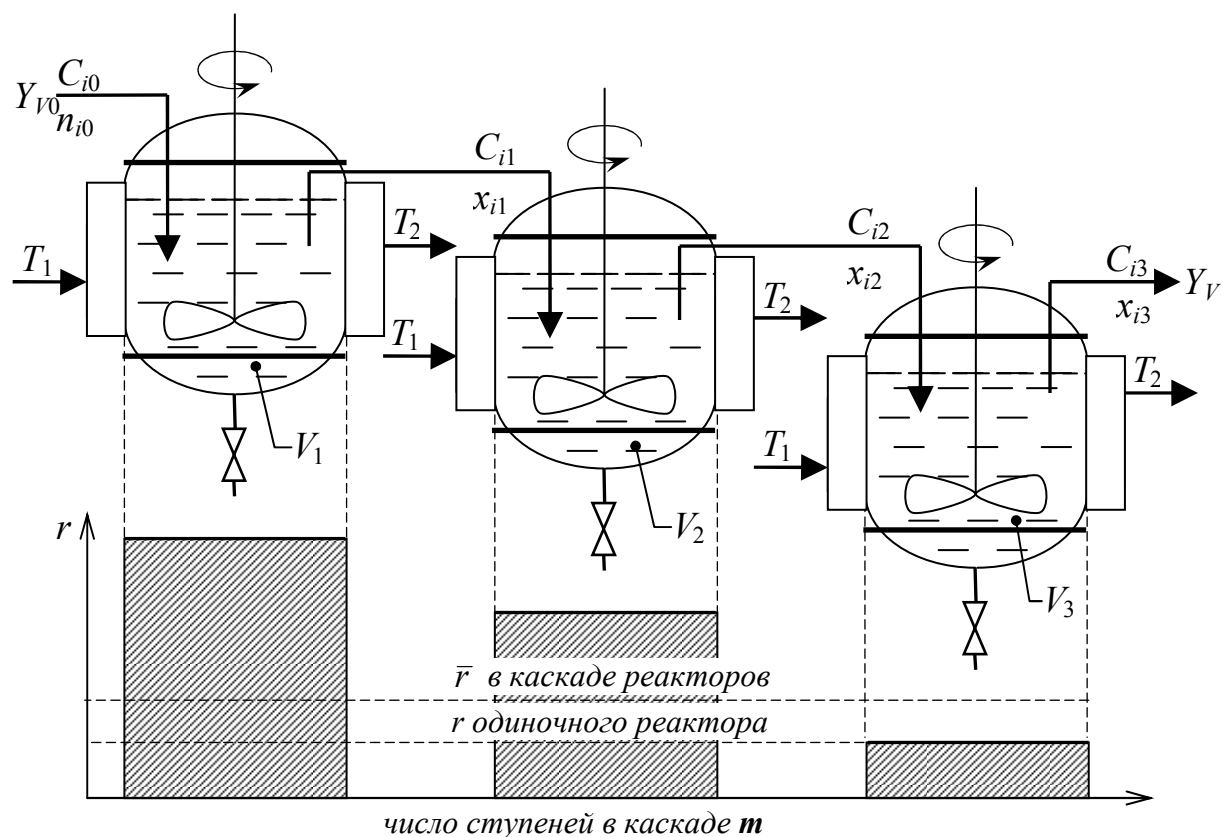 C_{i0}
Y_{V0}
n_{i0}
C_{i1}
x_{i1}
T_1
T_2
C_{i2}
x_{i2}
C_{i3}
Y_V
x_{i3}
T_1
T_2
T_1
T_2
V_1
V_2
V_3
r
r̅ в каскаде реакторов
r одиночного реактора
число ступеней в каскаде m